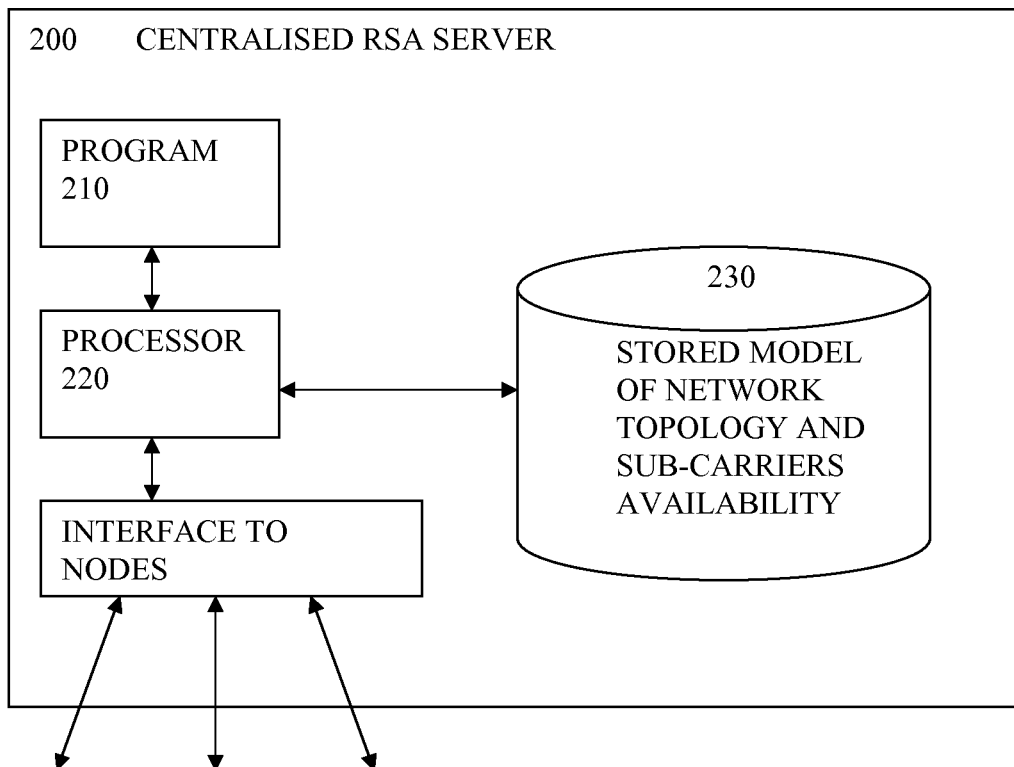 200 CENTRALISED RSA SERVER
PROGRAM
210
PROCESSOR
220
230
STORED MODEL
OF NETWORK
TOPOLOGY AND
SUB-CARRIERS
AVAILABILITY
INTERFACE TO
NODES